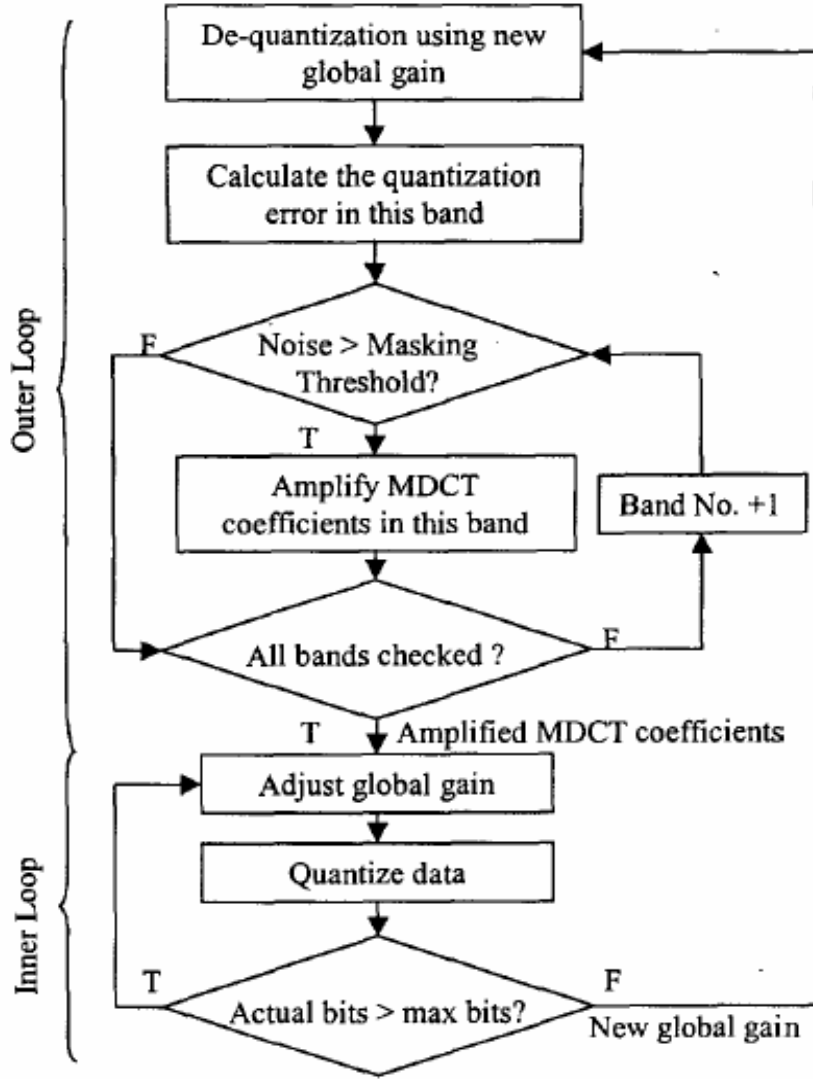 De-quantization using new
global gain
Calculate the quantization
error in this band
F
Noise > Masking
Threshold?
T
Amplify MDCT
coefficients in this band
Band No. +1
All bands checked ?
F
T
Amplified MDCT coefficients
Adjust global gain
Quantize data
T
Actual bits > max bits?
F
New global gain
Outer Loop
Inner Loop